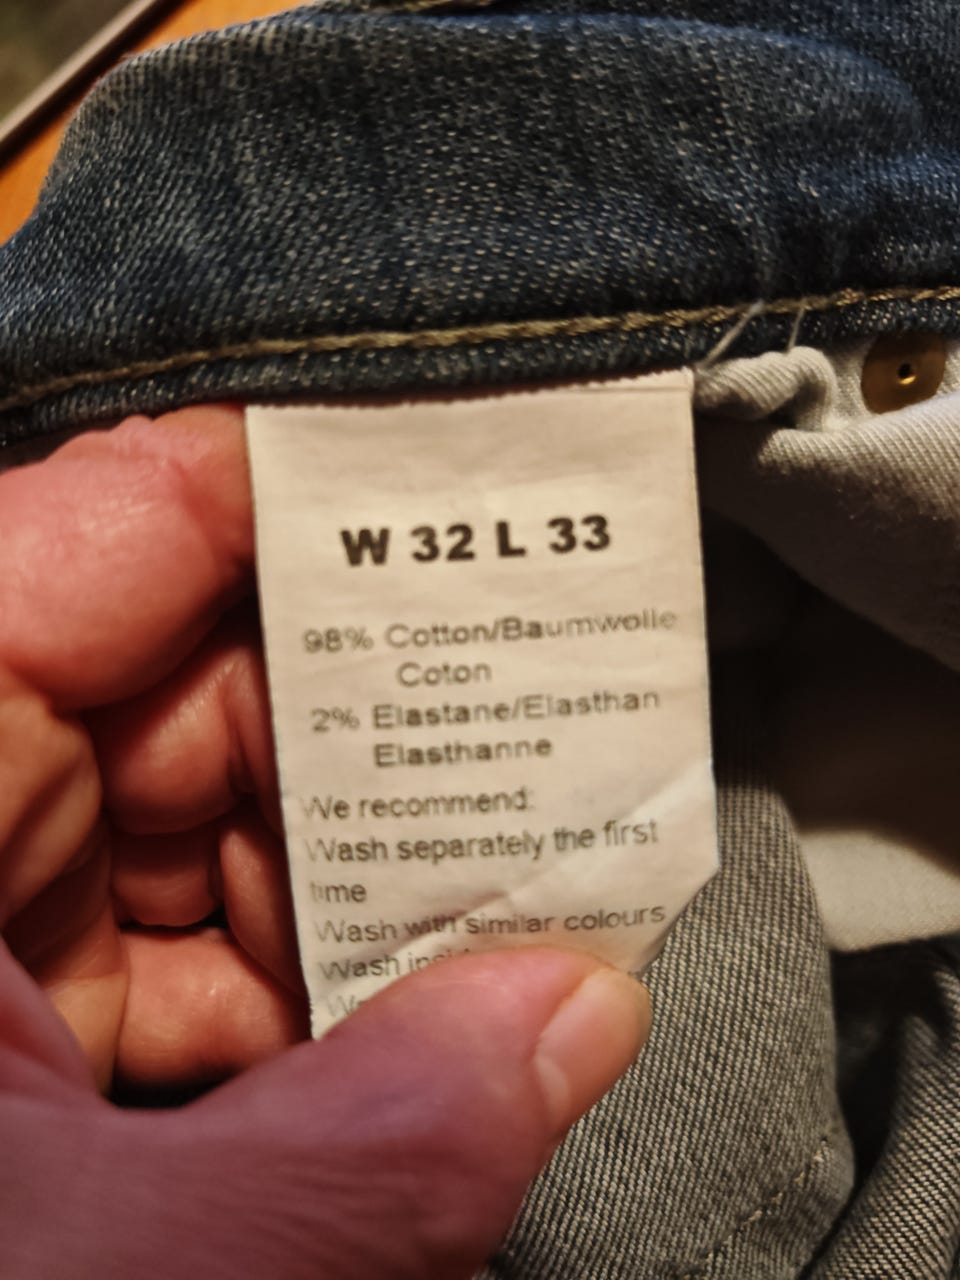 W 32 L 33
98% Cotton/Baumwolle
Coton
2% Elastane/Elasthan
Elasthanne
We recommend:
Wash separately the first
time
Wash with similar colours
Wash